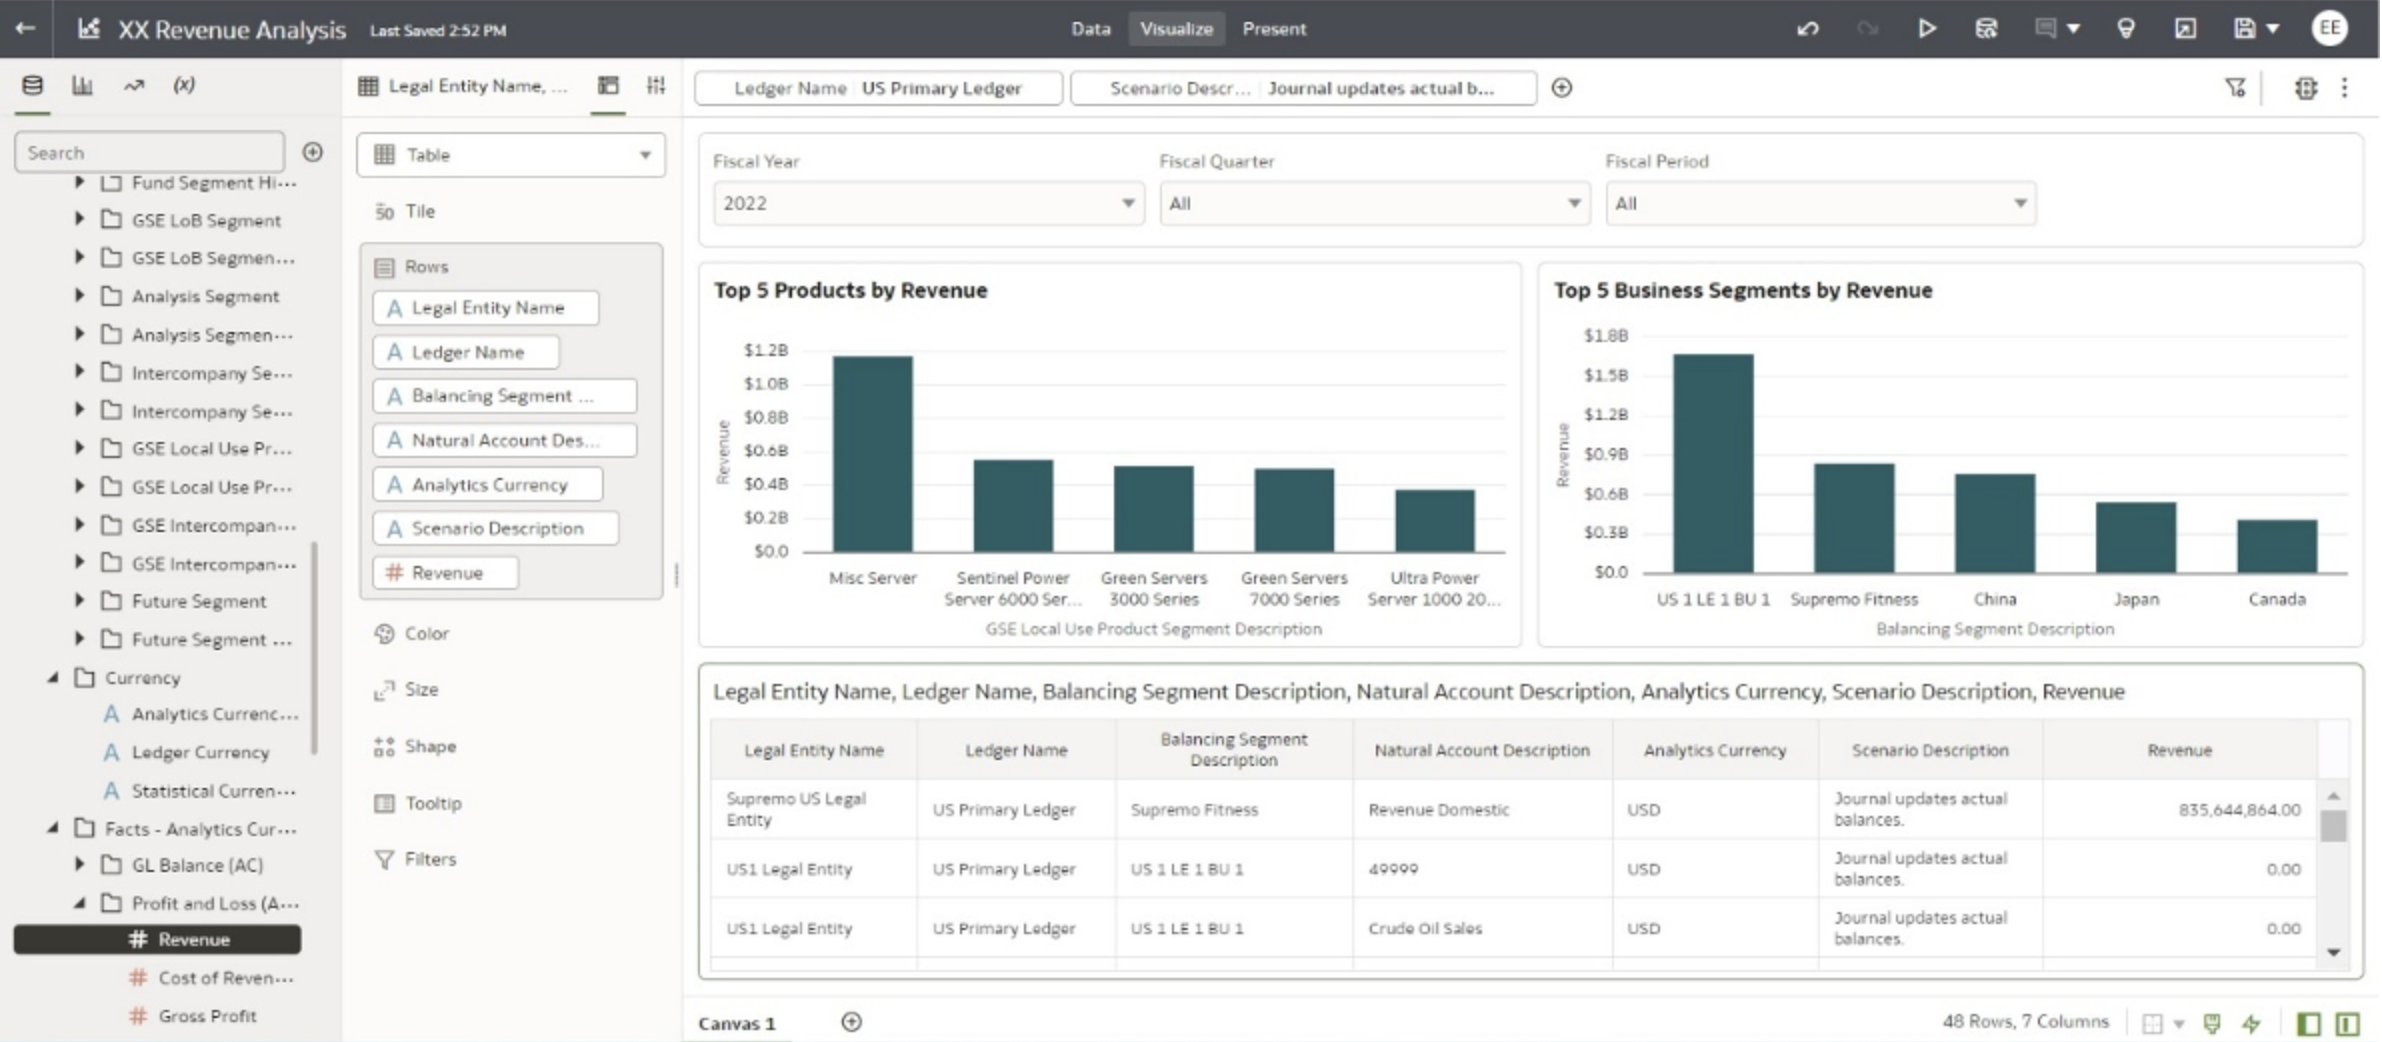 XX Revenue Analysis Last Saved 2:52 PM
Data Visualize Present
EE
(x)
Legal Entity Name, ...
Ledger Name US Primary Ledger
Scenario Descr... Journal updates actual b...
Search
Fund Segment Hi...
GSE LoB Segment
GSE LoB Segmen...
Analysis Segment
Analysis Segmen...
Intercompany Se...
Intercompany Se...
GSE Local Use Pr...
GSE Local Use Pr...
GSE Intercompan...
GSE Intercompan...
Future Segment
Future Segment ...
Currency
A Analytics Currenc...
A Ledger Currency
A Statistical Curren...
Facts - Analytics Cur...
GL Balance (AC)
Profit and Loss (A...
# Revenue
# Cost of Reven...
# Gross Profit
Table
50 Tile
Rows
A Legal Entity Name
A Ledger Name
A Balancing Segment ...
A Natural Account Des...
A Analytics Currency
A Scenario Description
# Revenue
Color
Size
Shape
Tooltip
Filters
Fiscal Year
2022
Fiscal Quarter
All
Fiscal Period
All
Top 5 Products by Revenue
Revenue
$1.2B
$1.0B
$0.8B
$0.6B
$0.4B
$0.2B
$0.0
Misc Server
Sentinel Power
Server 6000 Ser...
Green Servers
3000 Series
Green Servers
7000 Series
Ultra Power
Server 1000 20...
GSE Local Use Product Segment Description
Top 5 Business Segments by Revenue
Revenue
$1.8B
$1.5B
$1.2B
$0.9B
$0.6B
$0.3B
$0.0
US 1 LE 1 BU 1
Supremo Fitness
China
Japan
Canada
Balancing Segment Description
Legal Entity Name, Ledger Name, Balancing Segment Description, Natural Account Description, Analytics Currency, Scenario Description, Revenue
Legal Entity Name
Ledger Name
Balancing Segment
Description
Natural Account Description
Analytics Currency
Scenario Description
Revenue
Supremo US Legal
Entity
US Primary Ledger
Supremo Fitness
Revenue Domestic
USD
Journal updates actual
balances.
835,644,864.00
US1 Legal Entity
US Primary Ledger
US 1 LE 1 BU 1
49999
USD
Journal updates actual
balances.
0.00
US1 Legal Entity
US Primary Ledger
US 1 LE 1 BU 1
Crude Oil Sales
USD
Journal updates actual
balances.
0.00
Canvas 1
48 Rows, 7 Columns